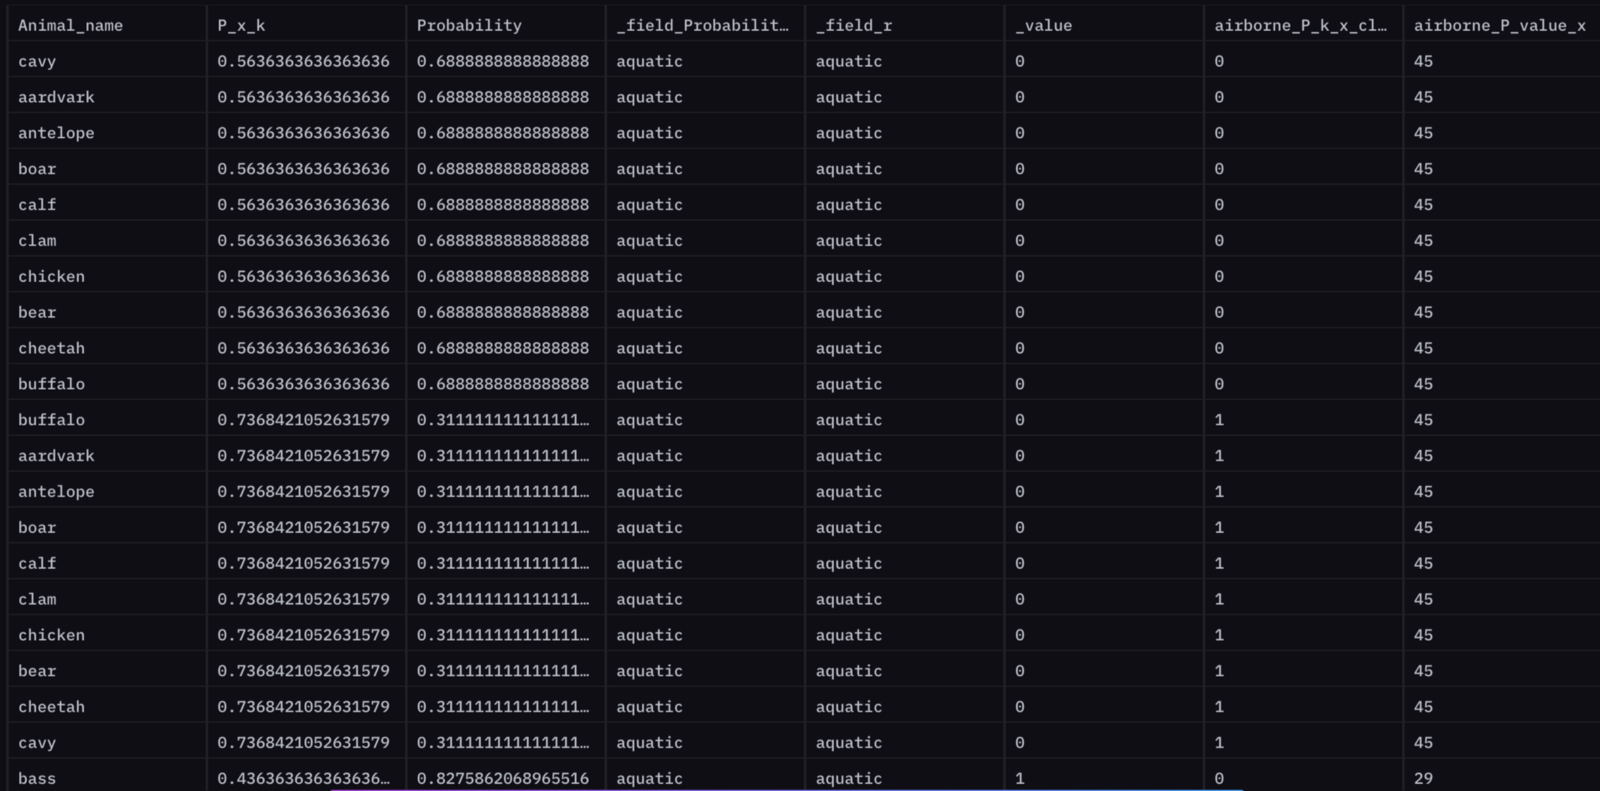 Animal_name P_x_k Probability _field_Probabilit… _field_r _value airborne_P_k_x_cl… airborne_P_value_x
cavy 0.5636363636363636 0.6888888888888888 aquatic aquatic 0 0 45
aardvark 0.5636363636363636 0.6888888888888888 aquatic aquatic 0 0 45
antelope 0.5636363636363636 0.6888888888888888 aquatic aquatic 0 0 45
boar 0.5636363636363636 0.6888888888888888 aquatic aquatic 0 0 45
calf 0.5636363636363636 0.6888888888888888 aquatic aquatic 0 0 45
clam 0.5636363636363636 0.6888888888888888 aquatic aquatic 0 0 45
chicken 0.5636363636363636 0.6888888888888888 aquatic aquatic 0 0 45
bear 0.5636363636363636 0.6888888888888888 aquatic aquatic 0 0 45
cheetah 0.5636363636363636 0.6888888888888888 aquatic aquatic 0 0 45
buffalo 0.5636363636363636 0.6888888888888888 aquatic aquatic 0 0 45
buffalo 0.7368421052631579 0.311111111111111… aquatic aquatic 0 1 45
aardvark 0.7368421052631579 0.311111111111111… aquatic aquatic 0 1 45
antelope 0.7368421052631579 0.311111111111111… aquatic aquatic 0 1 45
boar 0.7368421052631579 0.311111111111111… aquatic aquatic 0 1 45
calf 0.7368421052631579 0.311111111111111… aquatic aquatic 0 1 45
clam 0.7368421052631579 0.311111111111111… aquatic aquatic 0 1 45
chicken 0.7368421052631579 0.311111111111111… aquatic aquatic 0 1 45
bear 0.7368421052631579 0.311111111111111… aquatic aquatic 0 1 45
cheetah 0.7368421052631579 0.311111111111111… aquatic aquatic 0 1 45
cavy 0.7368421052631579 0.311111111111111… aquatic aquatic 0 1 45
bass 0.436363636363636… 0.8275862068965516 aquatic aquatic 1 0 29